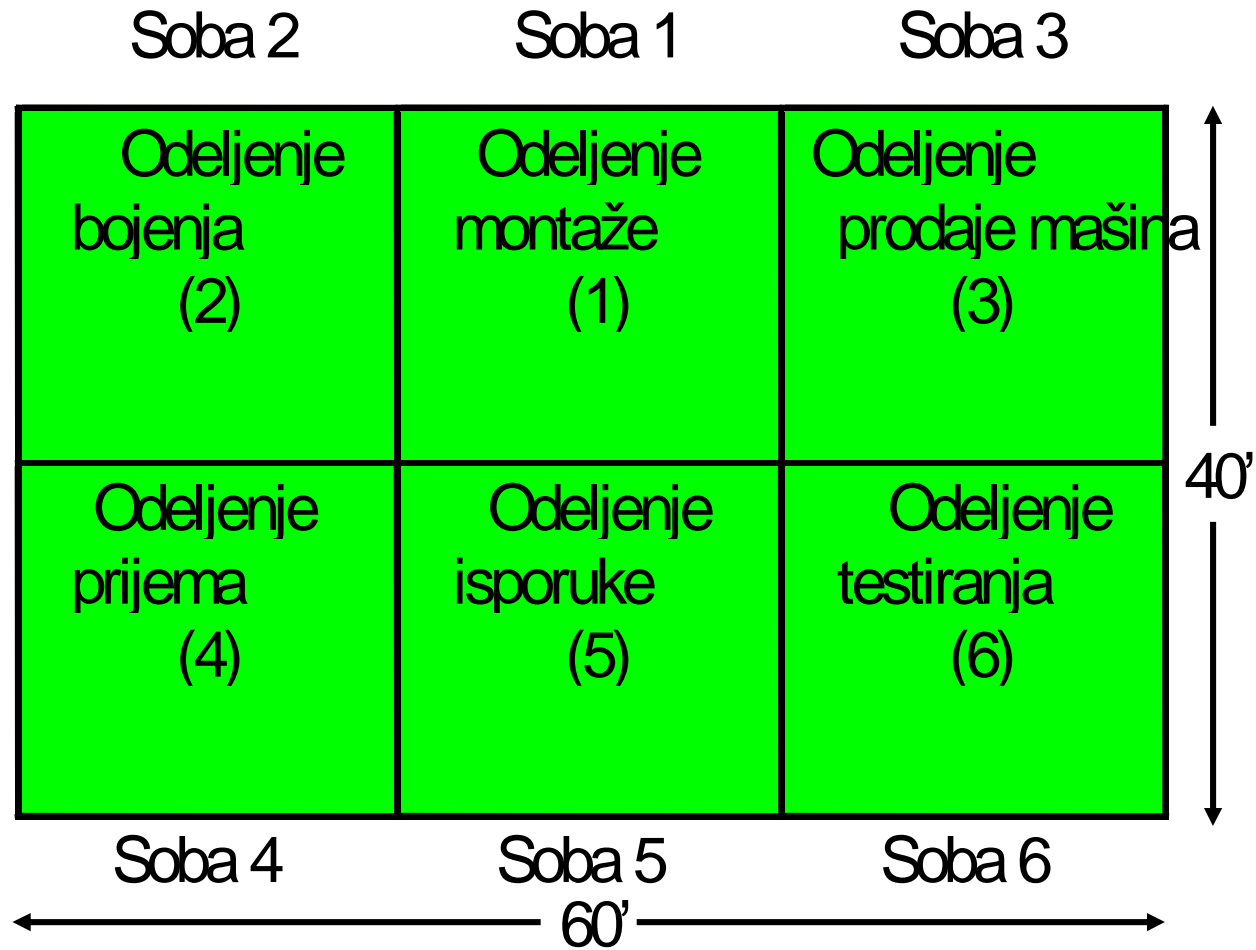 Soba 2
Soba 1
Soba 3
Odeljenje
bojenja
(2)
Odeljenje
montaže
(1)
Odeljenje
prodaje mašina
(3)
40'
Odeljenje
prijema
(4)
Odeljenje
isporuke
(5)
Odeljenje
testiranja
(6)
Soba 4
Soba 5
Soba 6
60'